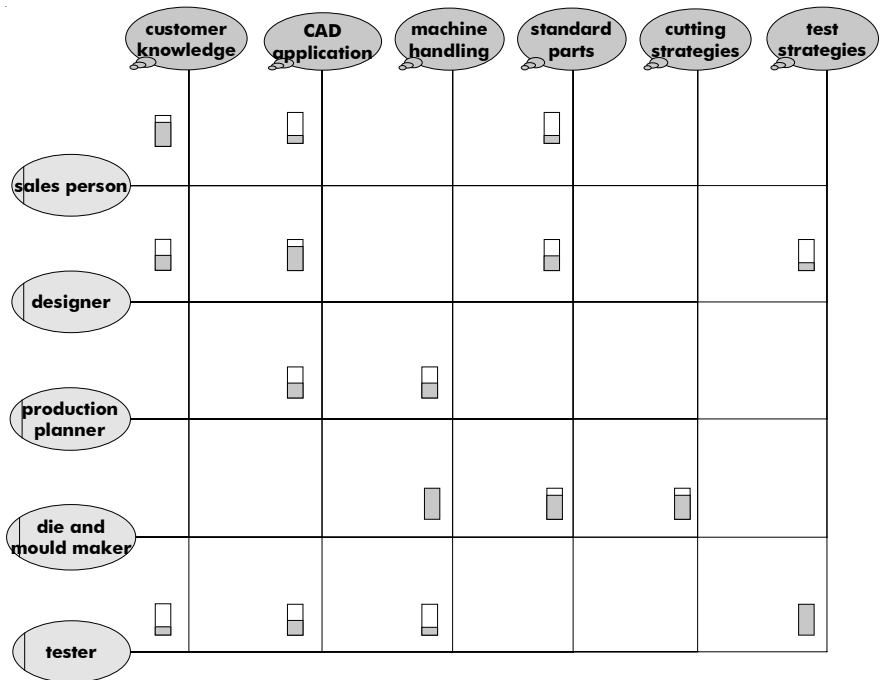 customer
knowledge
CAD
application
machine
handling
standard
parts
cutting
strategies
test
strategies
sales person
designer
production
planner
die and
mould maker
tester